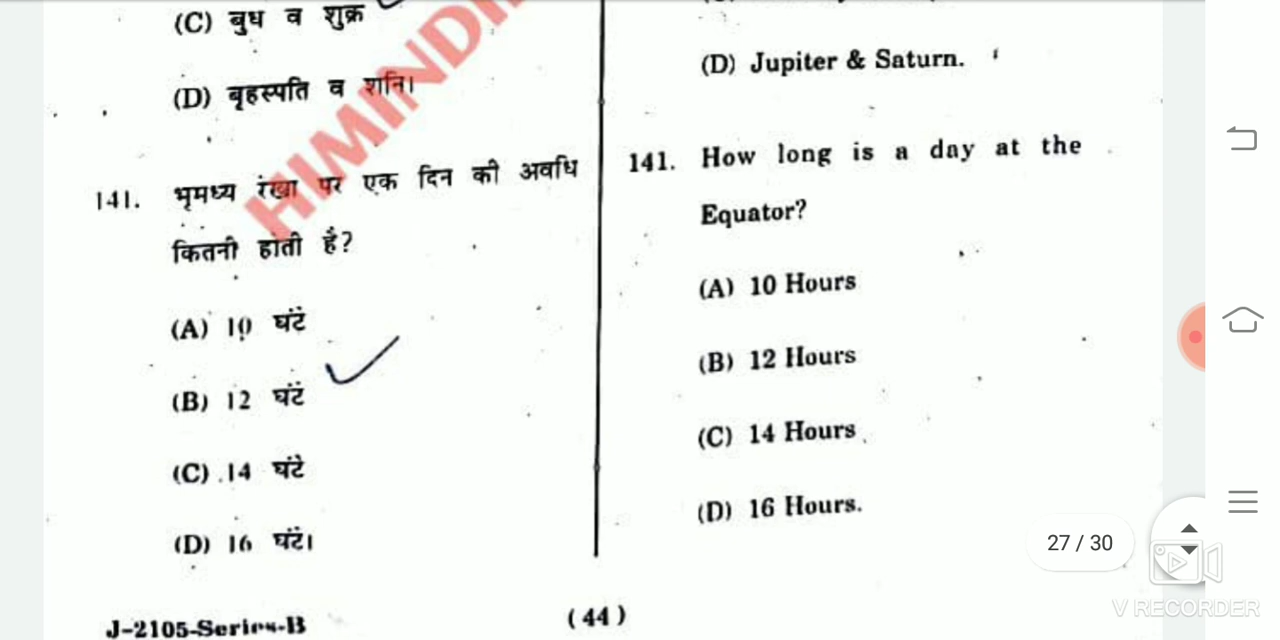 (C) बुध व शुक्र
(D) बृहस्पति व शनि।
141. भूमध्य रेखा पर एक दिन की अवधि
कितनी होती है?
(A) 10 घंटे
(B) 12 घंटे
(C) 14 घंटे
(D) 16 घंटे।
J-2105-Series-B
(D) Jupiter & Saturn.
141. How long is a day at the
Equator?
(A) 10 Hours
(B) 12 Hours
(C) 14 Hours
(D) 16 Hours.
(44)
HIMINDI
27 / 30
V RECORDER